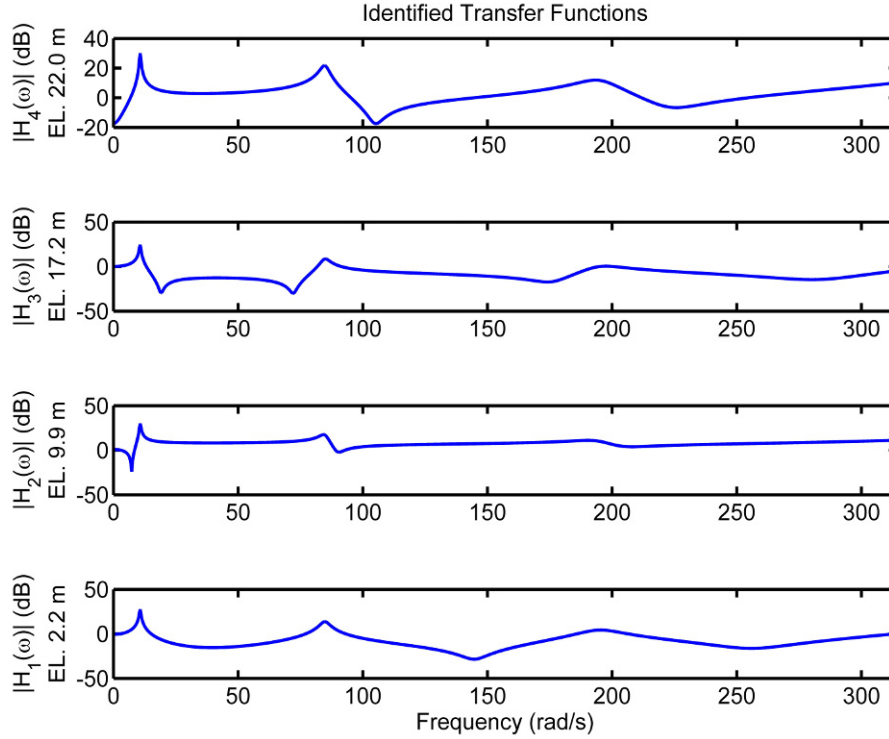 Identified Transfer Functions
|H4(ω)| (dB)
EL. 22.0 m
40
20
0
-20
0 50 100 150 200 250 300
|H3(ω)| (dB)
EL. 17.2 m
50
0
-50
0 50 100 150 200 250 300
|H2(ω)| (dB)
EL. 9.9 m
50
0
-50
0 50 100 150 200 250 300
|H1(ω)| (dB)
EL. 2.2 m
50
0
-50
0 50 100 150 200 250 300
Frequency (rad/s)